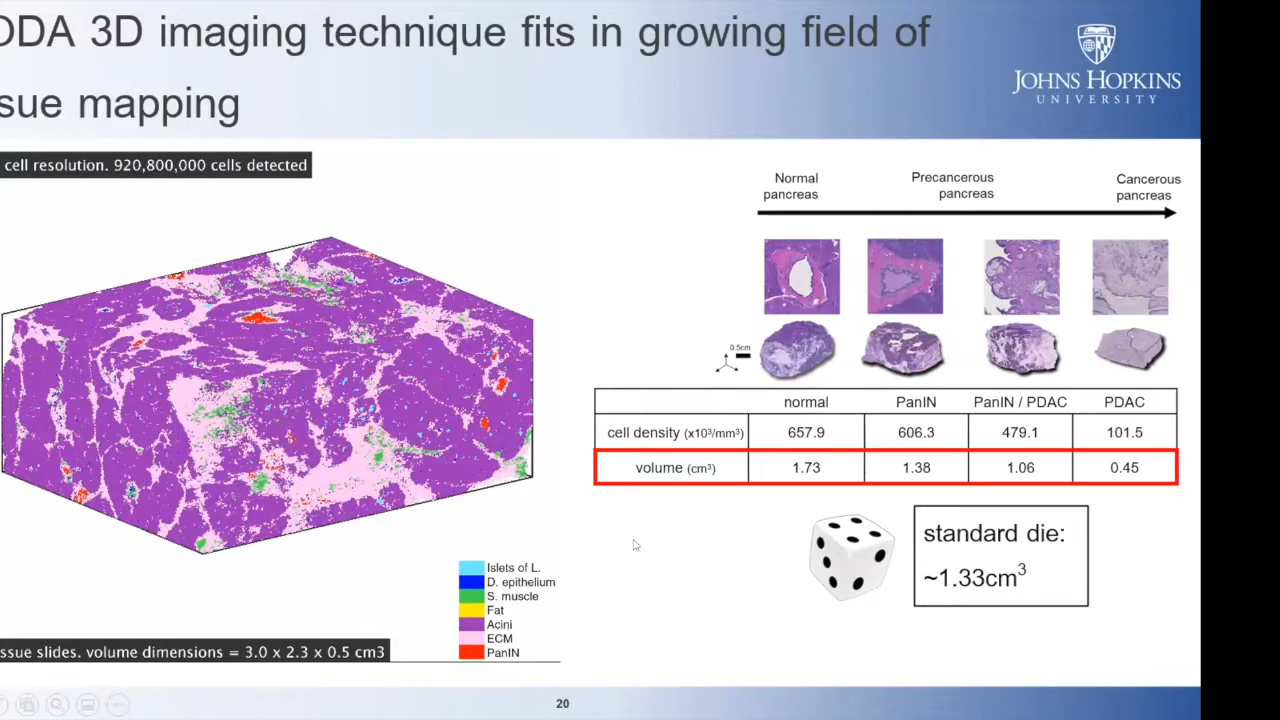 ODA 3D imaging technique fits in growing field of
sue mapping
JOHNS HOPKINS
UNIVERSITY
cell resolution. 920,800,000 cells detected
Normal pancreas
Precancerous pancreas
Cancerous pancreas
0.5cm
normal PanIN PanIN / PDAC PDAC
cell density (x10³/mm³) 657.9 606.3 479.1 101.5
volume (cm³) 1.73 1.38 1.06 0.45
standard die:
~1.33cm³
Islets of L.
D. epithelium
S. muscle
Fat
Acini
ECM
PanIN
ssue slides. volume dimensions = 3.0 x 2.3 x 0.5 cm3
20